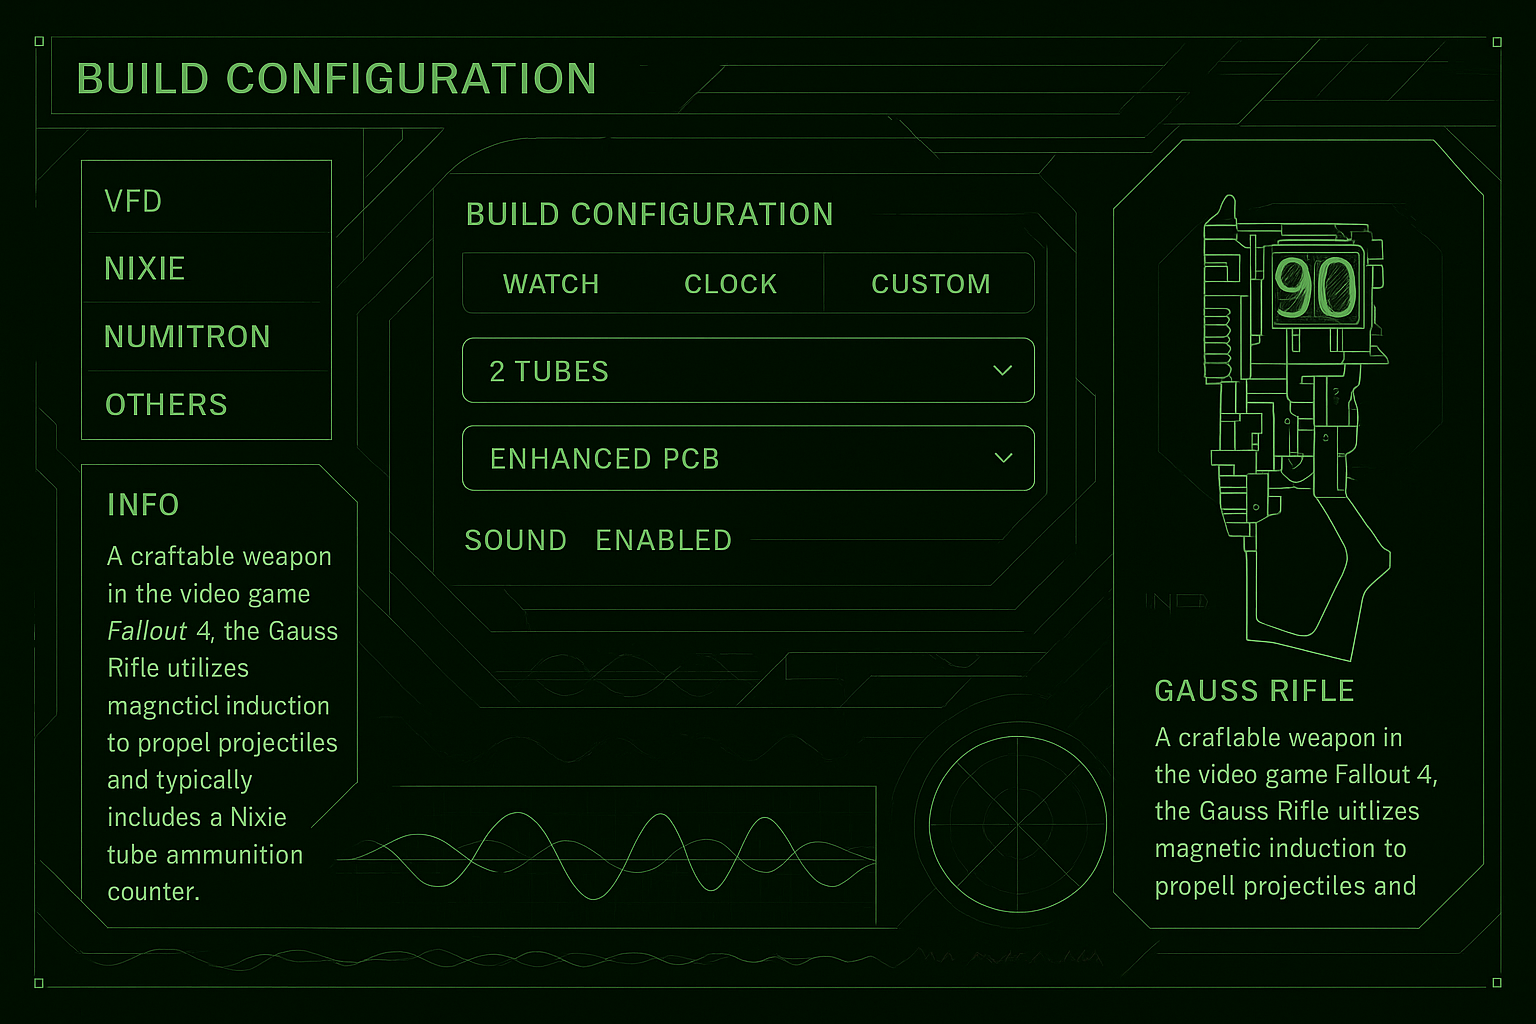 BUILD CONFIGURATION
VFD
NIXIE
NUMITRON
OTHERS
INFO
A craftable weapon
in the video game
Fallout 4, the Gauss
Rifle utilizes
magncticl induction
to propel projectiles
and typically
includes a Nixie
tube ammunition
counter.
BUILD CONFIGURATION
WATCH CLOCK CUSTOM
2 TUBES
ENHANCED PCB
SOUND ENABLED
90
GAUSS RIFLE
A craflable weapon in
the video game Fallout 4,
the Gauss Rifle uitlizes
magnetic induction to
propell projectiles and